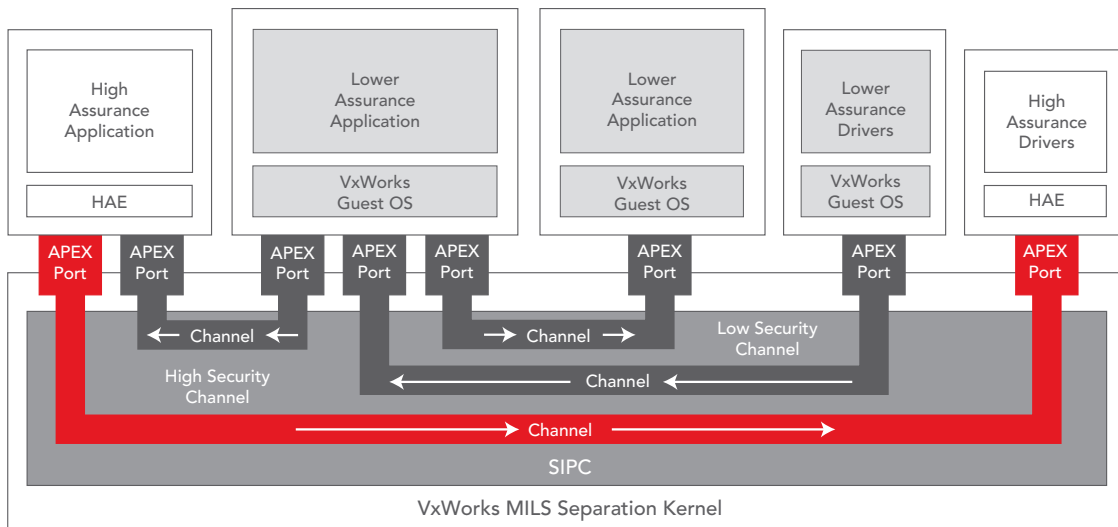 High
Assurance
Application
HAE
Lower
Assurance
Application
VxWorks
Guest OS
Lower
Assurance
Application
VxWorks
Guest OS
Lower
Assurance
Drivers
VxWorks
Guest OS
High
Assurance
Drivers
HAE
APEX
Port
APEX
Port
APEX
Port
APEX
Port
APEX
Port
APEX
Port
APEX
Port
APEX
Port
Channel
Channel
Low Security
Channel
High Security
Channel
Channel
Channel
SIPC
VxWorks MILS Separation Kernel